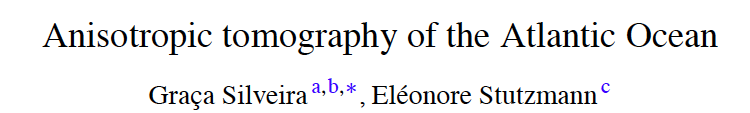 Anisotropic tomography of the Atlantic Ocean
Graça Silveira a,b,*, Eléonore Stutzmann c